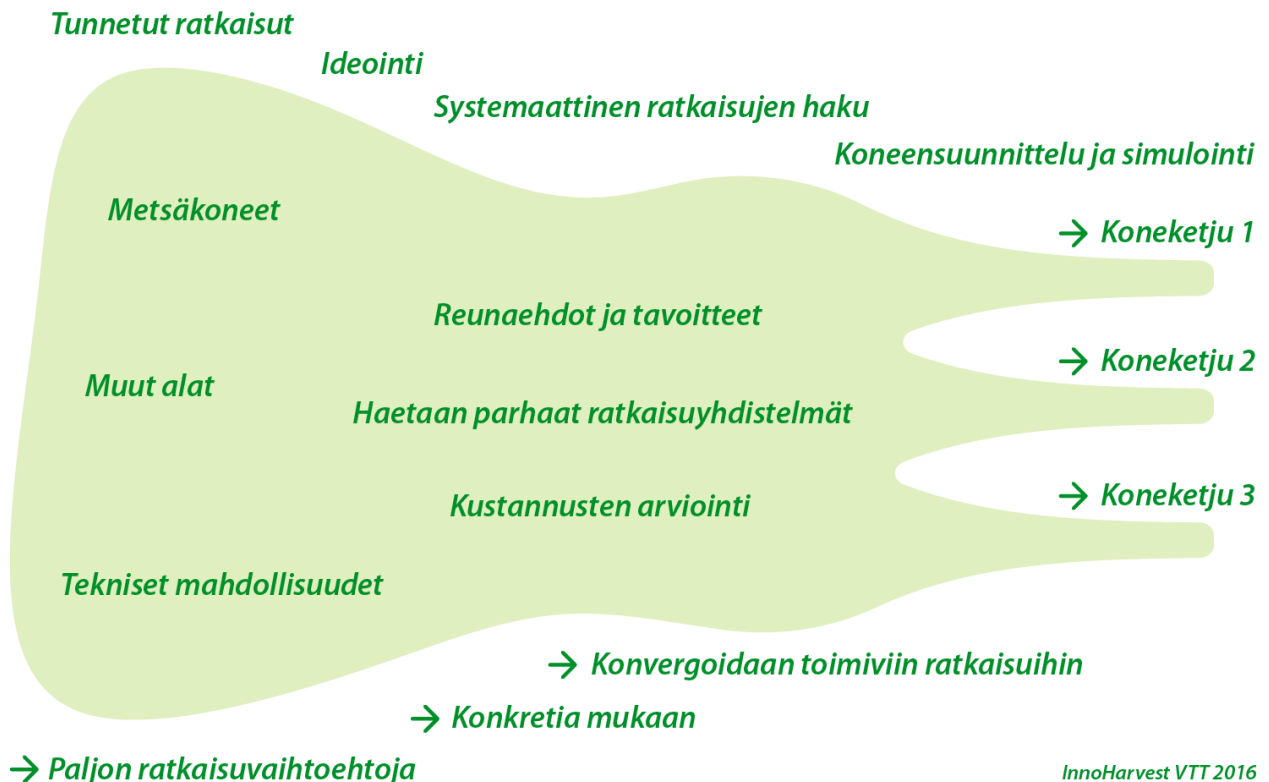 Tunnetut ratkaisut
Ideointi
Systemaattinen ratkaisujen haku
Koneensuunnittelu ja simulointi
Metsäkoneet
→ Koneketju 1
Reunaehdot ja tavoitteet
→ Koneketju 2
Muut alat
Haetaan parhaat ratkaisuyhdistelmät
→ Koneketju 3
Kustannusten arviointi
Tekniset mahdollisuudet
→ Konvergoidaan toimiviin ratkaisuihin
→ Konkretia mukaan
→ Paljon ratkaisuvaihtoehtoja
InnoHarvest VTT 2016